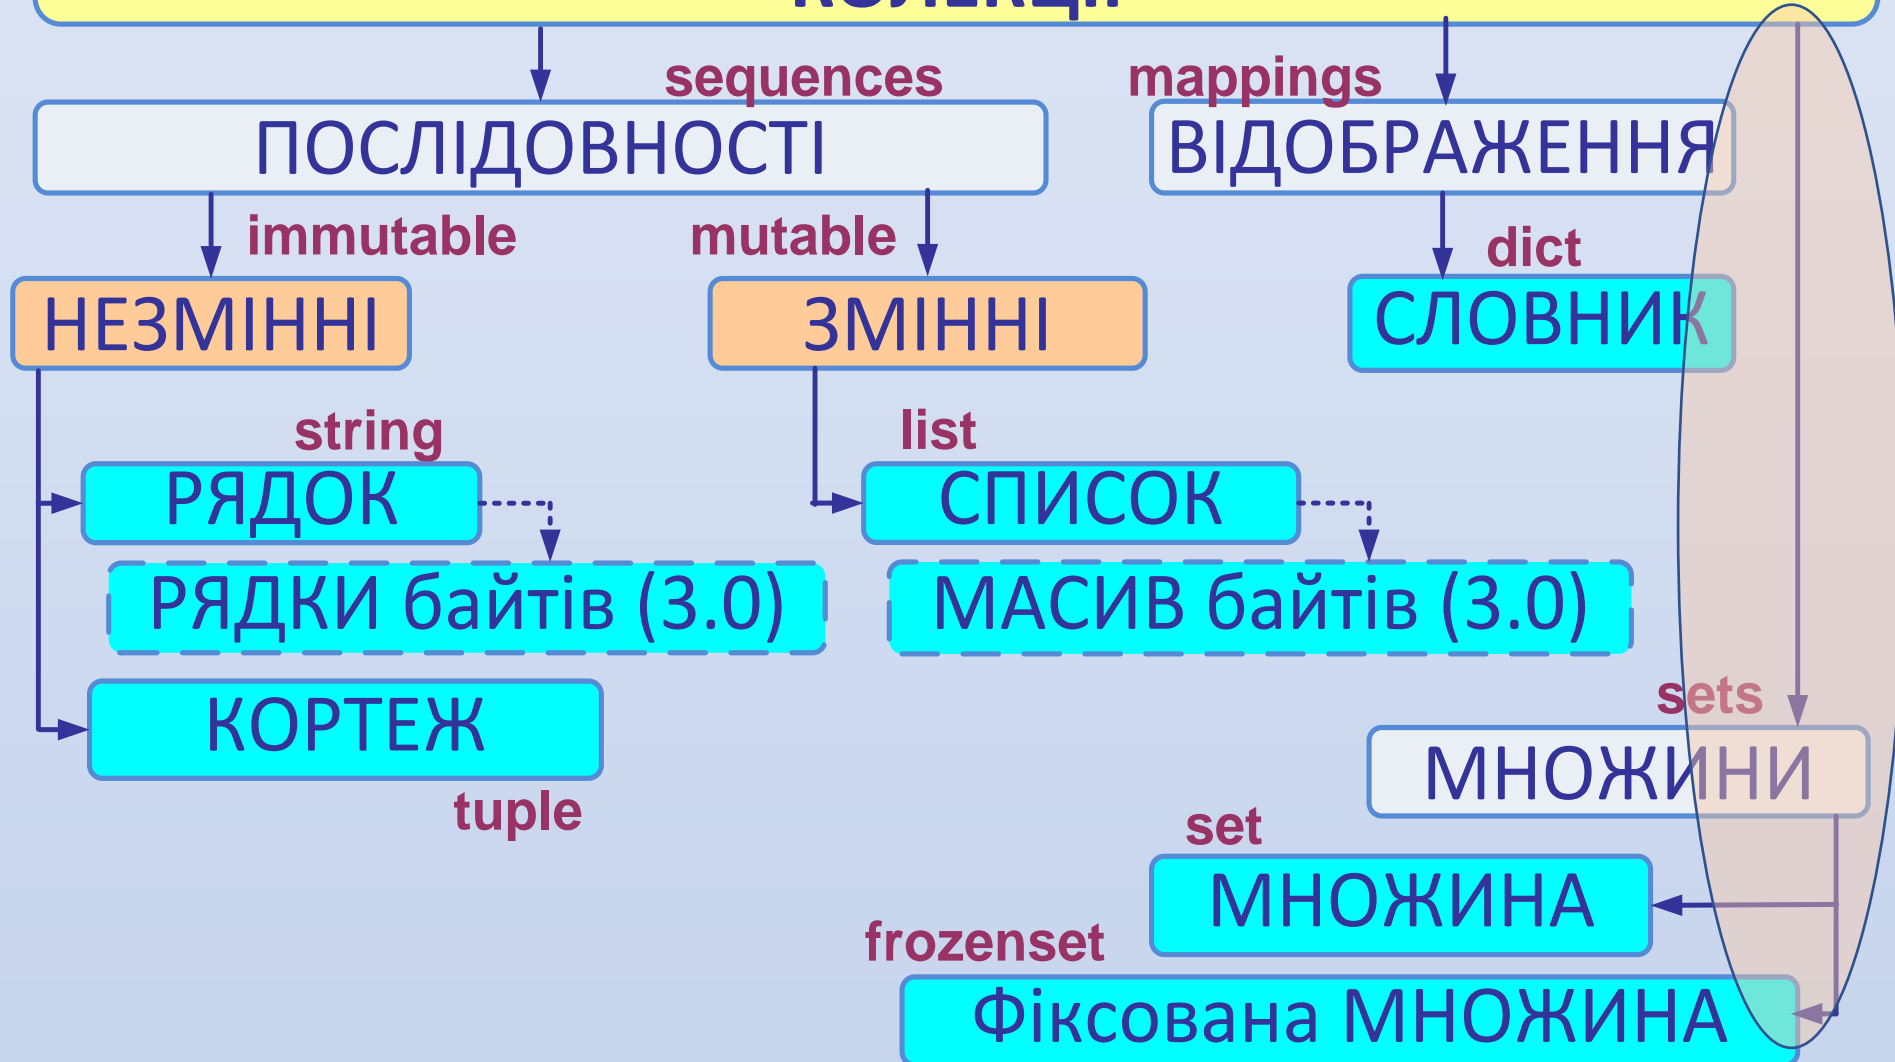 КОЛЕКЦІЇ
sequences
mappings
ПОСЛІДОВНОСТІ
ВІДОБРАЖЕННЯ
immutable
mutable
dict
НЕЗМІННІ
ЗМІННІ
СЛОВНИК
string
list
РЯДОК
СПИСОК
РЯДКИ байтів (3.0)
МАСИВ байтів (3.0)
sets
КОРТЕЖ
МНОЖИНИ
tuple
set
МНОЖИНА
frozenset
Фіксована МНОЖИНА